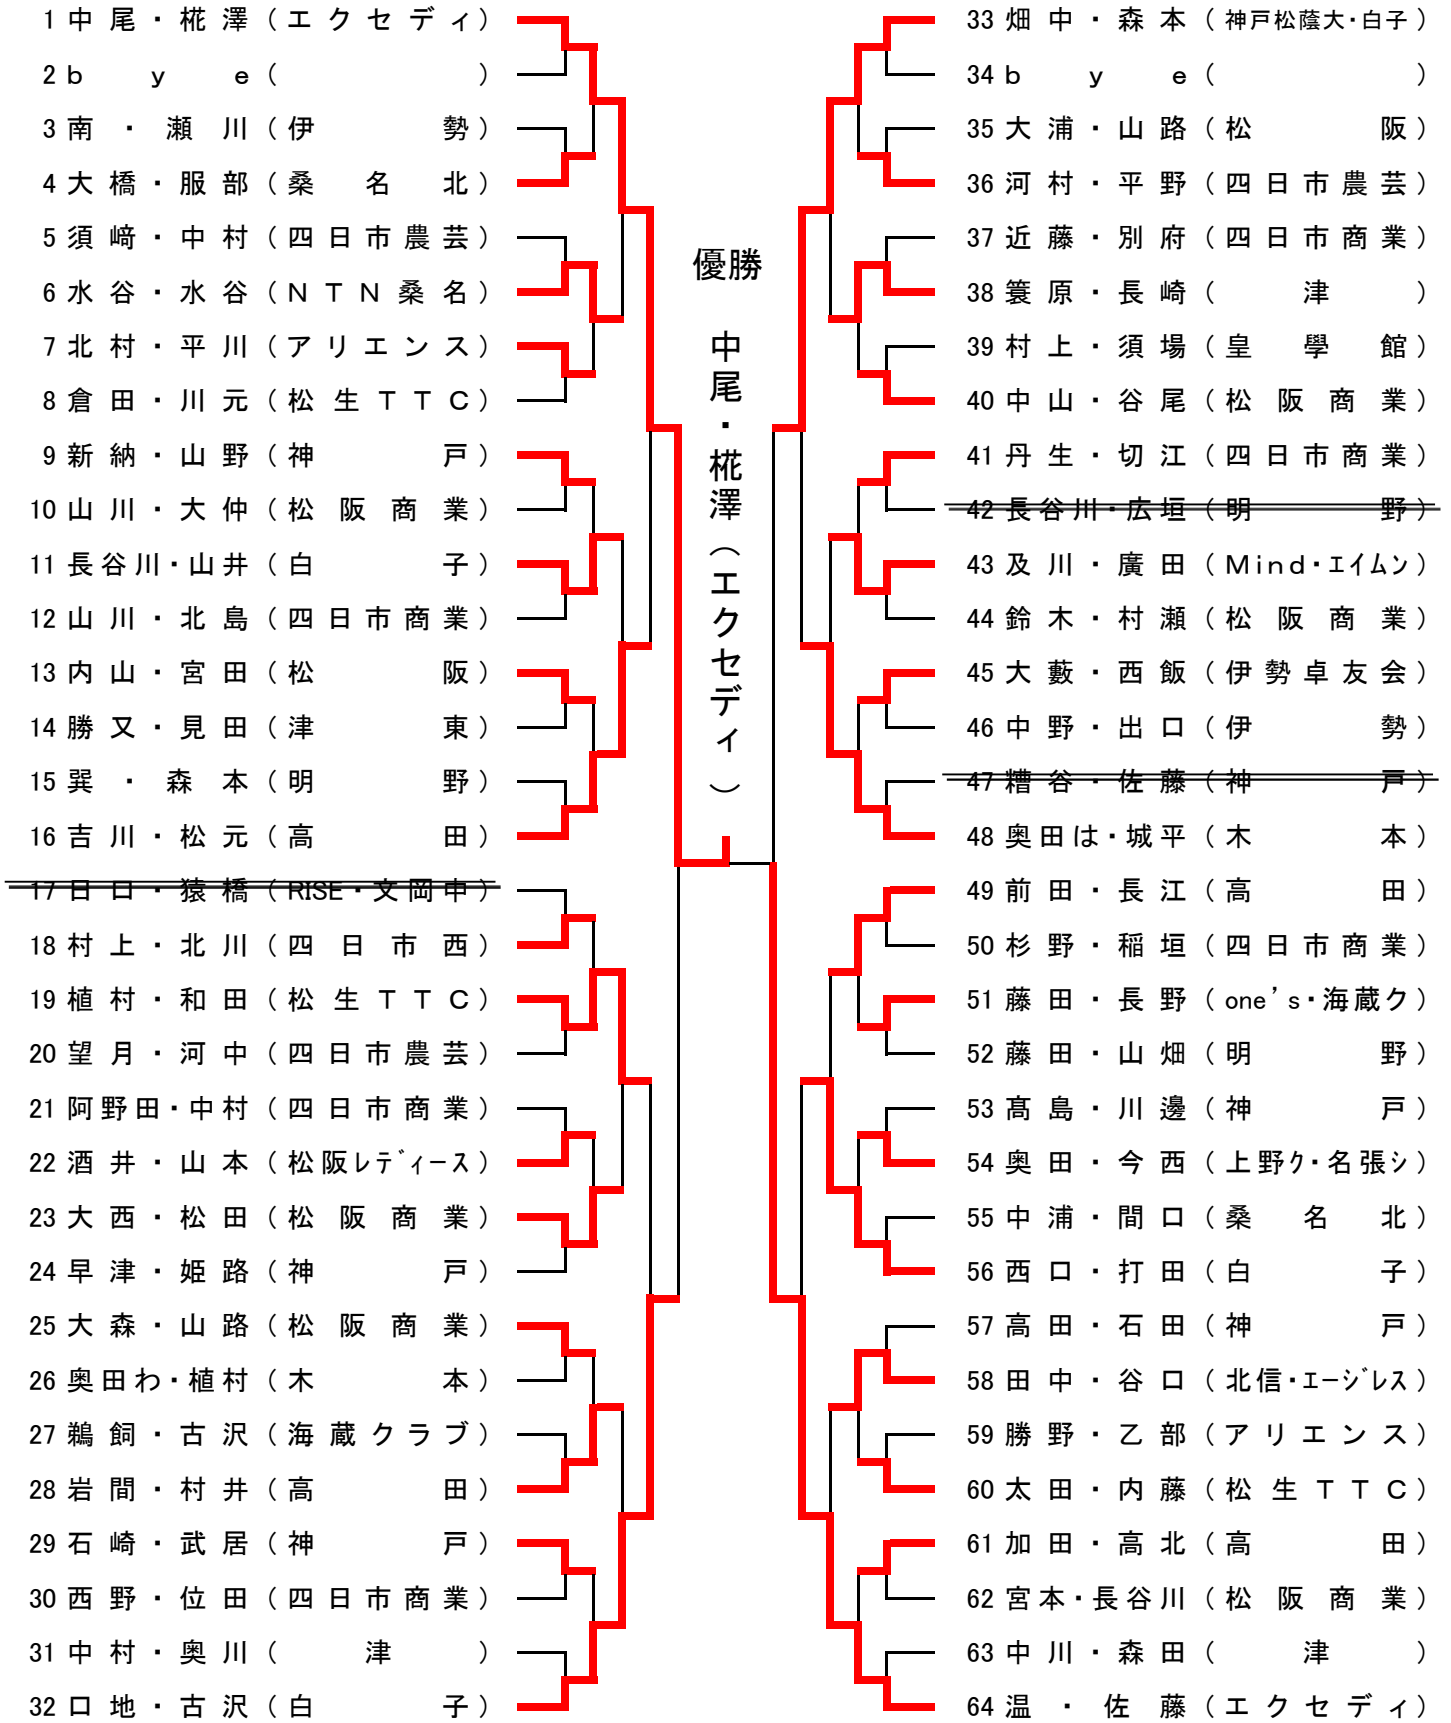 1 中尾・椛澤（エクセディ）
2 bye（ ）
3 南・瀬川（伊勢）
4 大橋・服部（桑名北）
5 須﨑・中村（四日市農芸）
6 水谷・水谷（ＮＴＮ桑名）
7 北村・平川（アリエンス）
8 倉田・川元（松生ＴＴＣ）
9 新納・山野（神戸）
10 山川・大仲（松阪商業）
11 長谷川・山井（白子）
12 山川・北島（四日市商業）
13 内山・宮田（松阪）
14 勝又・見田（津東）
15 巽・森本（明野）
16 吉川・松元（高田）
17 日口・猿橋（RISE・文岡中）
18 村上・北川（四日市西）
19 植村・和田（松生ＴＴＣ）
20 望月・河中（四日市農芸）
21 阿野田・中村（四日市商業）
22 酒井・山本（松阪ﾚﾃﾞｨｰｽ）
23 大西・松田（松阪商業）
24 早津・姫路（神戸）
25 大森・山路（松阪商業）
26 奥田わ・植村（木本）
27 鵜飼・古沢（海蔵クラブ）
28 岩間・村井（高田）
29 石崎・武居（神戸）
30 西野・位田（四日市商業）
31 中村・奥川（津）
32 口地・古沢（白子）
優勝
中尾・椛澤（エクセディ）
33 畑中・森本（神戸松蔭大・白子）
34 bye（ ）
35 大浦・山路（松阪）
36 河村・平野（四日市農芸）
37 近藤・別府（四日市商業）
38 簑原・長崎（津）
39 村上・須場（皇學館）
40 中山・谷尾（松阪商業）
41 丹生・切江（四日市商業）
42 長谷川・広垣（明野）
43 及川・廣田（Mind・ｴｲﾑﾝ）
44 鈴木・村瀬（松阪商業）
45 大藪・西飯（伊勢卓友会）
46 中野・出口（伊勢）
47 糟谷・佐藤（神戸）
48 奥田は・城平（木本）
49 前田・長江（高田）
50 杉野・稲垣（四日市商業）
51 藤田・長野（one’s・海蔵ク）
52 藤田・山畑（明野）
53 髙島・川邊（神戸）
54 奥田・今西（上野ｸ・名張ｼ）
55 中浦・間口（桑名北）
56 西口・打田（白子）
57 高田・石田（神戸）
58 田中・谷口（北信・ｴｰｼﾞﾚｽ）
59 勝野・乙部（アリエンス）
60 太田・内藤（松生ＴＴＣ）
61 加田・高北（高田）
62 宮本・長谷川（松阪商業）
63 中川・森田（津）
64 温・佐藤（エクセディ）